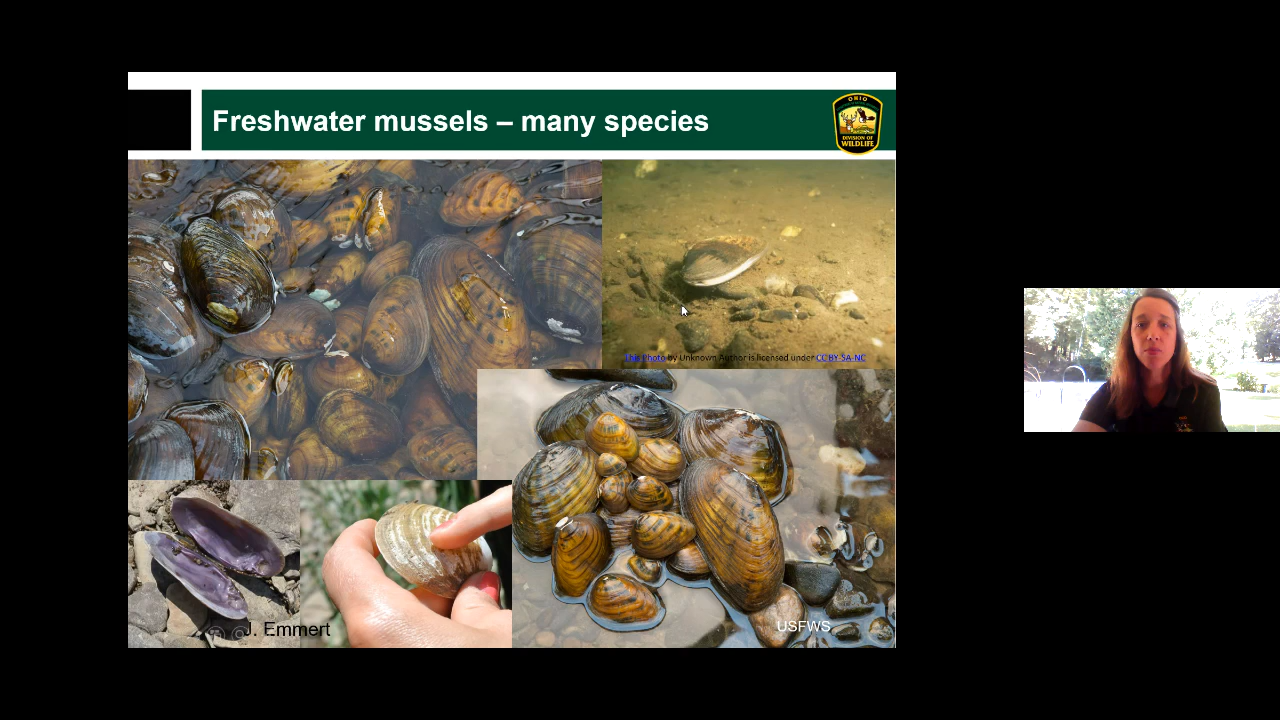 Freshwater mussels – many species
OHIO
DIVISION OF
WILDLIFE
This Photo by Unknown Author is licensed under CC BY-SA-NC
J. Emmert
USFWS